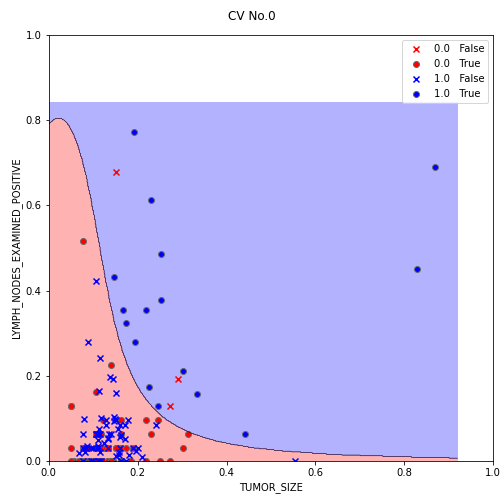 CV No.0
1.0
0.0 False
0.0 True
1.0 False
1.0 True
0.8
0.6
LYMPH_NODES_EXAMINED_POSITIVE
0.4
0.2
0.0
0.0 0.2 0.4 0.6 0.8 1.0
TUMOR_SIZE